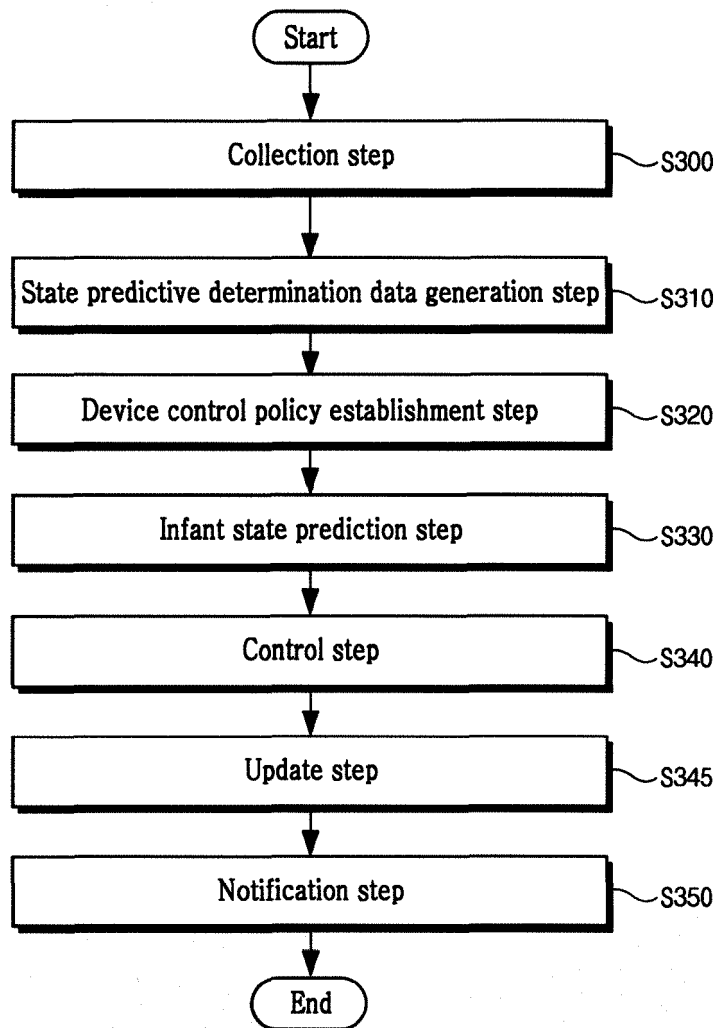 Start
Collection step
S300
State predictive determination data generation step
S310
Device control policy establishment step
S320
Infant state prediction step
S330
Control step
S340
Update step
S345
Notification step
S350
End